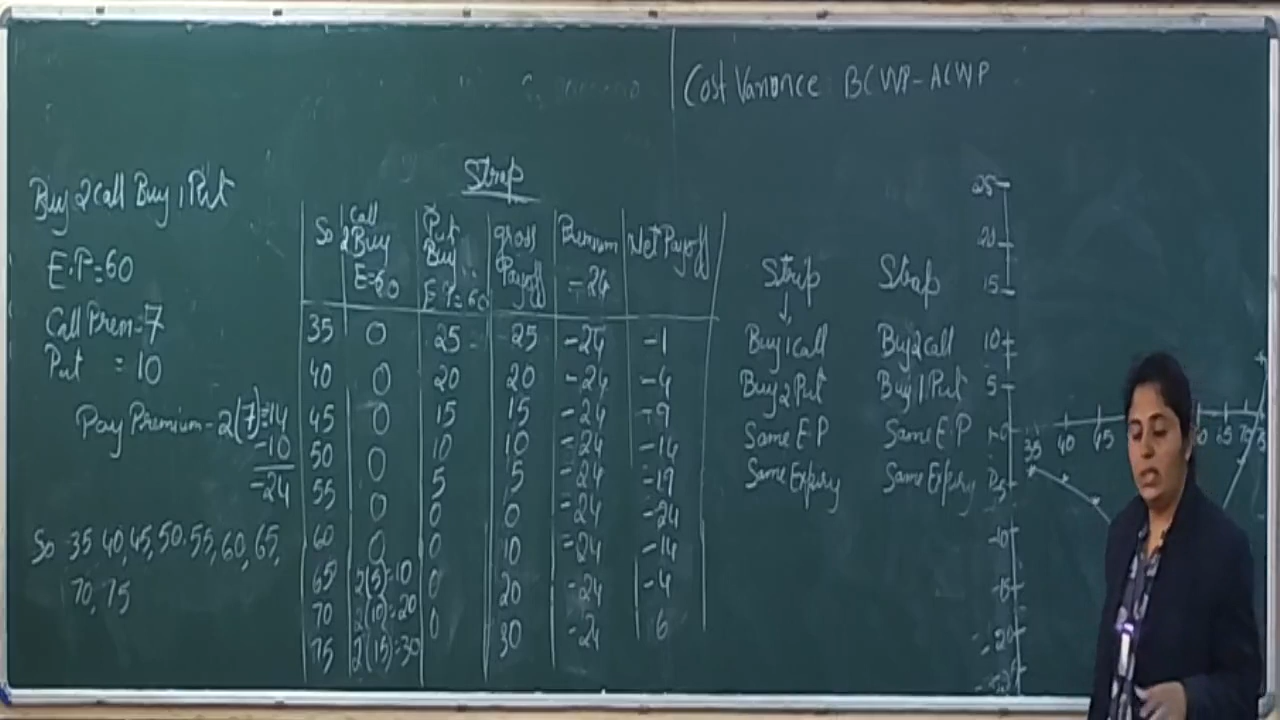 Cost Variance BCWP-ACWP
Strap
Buy 2 Call Buy 1 Put
E.P=60
Call Prem-7
Put = 10
Pay Premium - 2(7)=14
-10
-24
So 35 40, 45, 50, 55, 60, 65,
70, 75
So | Call 2 Buy E=60 | Put Buy E.P=60 | gross Payoff | Premium -24 | Net Payoff
35 0 25 25 -24 -1
40 0 20 20 -24 -4
45 0 15 15 -24 -9
50 0 10 10 -24 -14
55 0 5 5 -24 -19
60 0 0 0 -24 -24
65 2(5)=10 0 10 -24 -14
70 2(10)=20 0 20 -24 -4
75 2(15)=30 0 30 -24 6
Strip Strap
Buy 1 Call Buy 2 Call
Buy 2 Put Buy 1 Put
Same E P Same E.P
Same Expiry Same Expiry
25
20
15
10
5
35 40 45 60 65 70 75
-10
-15
-20